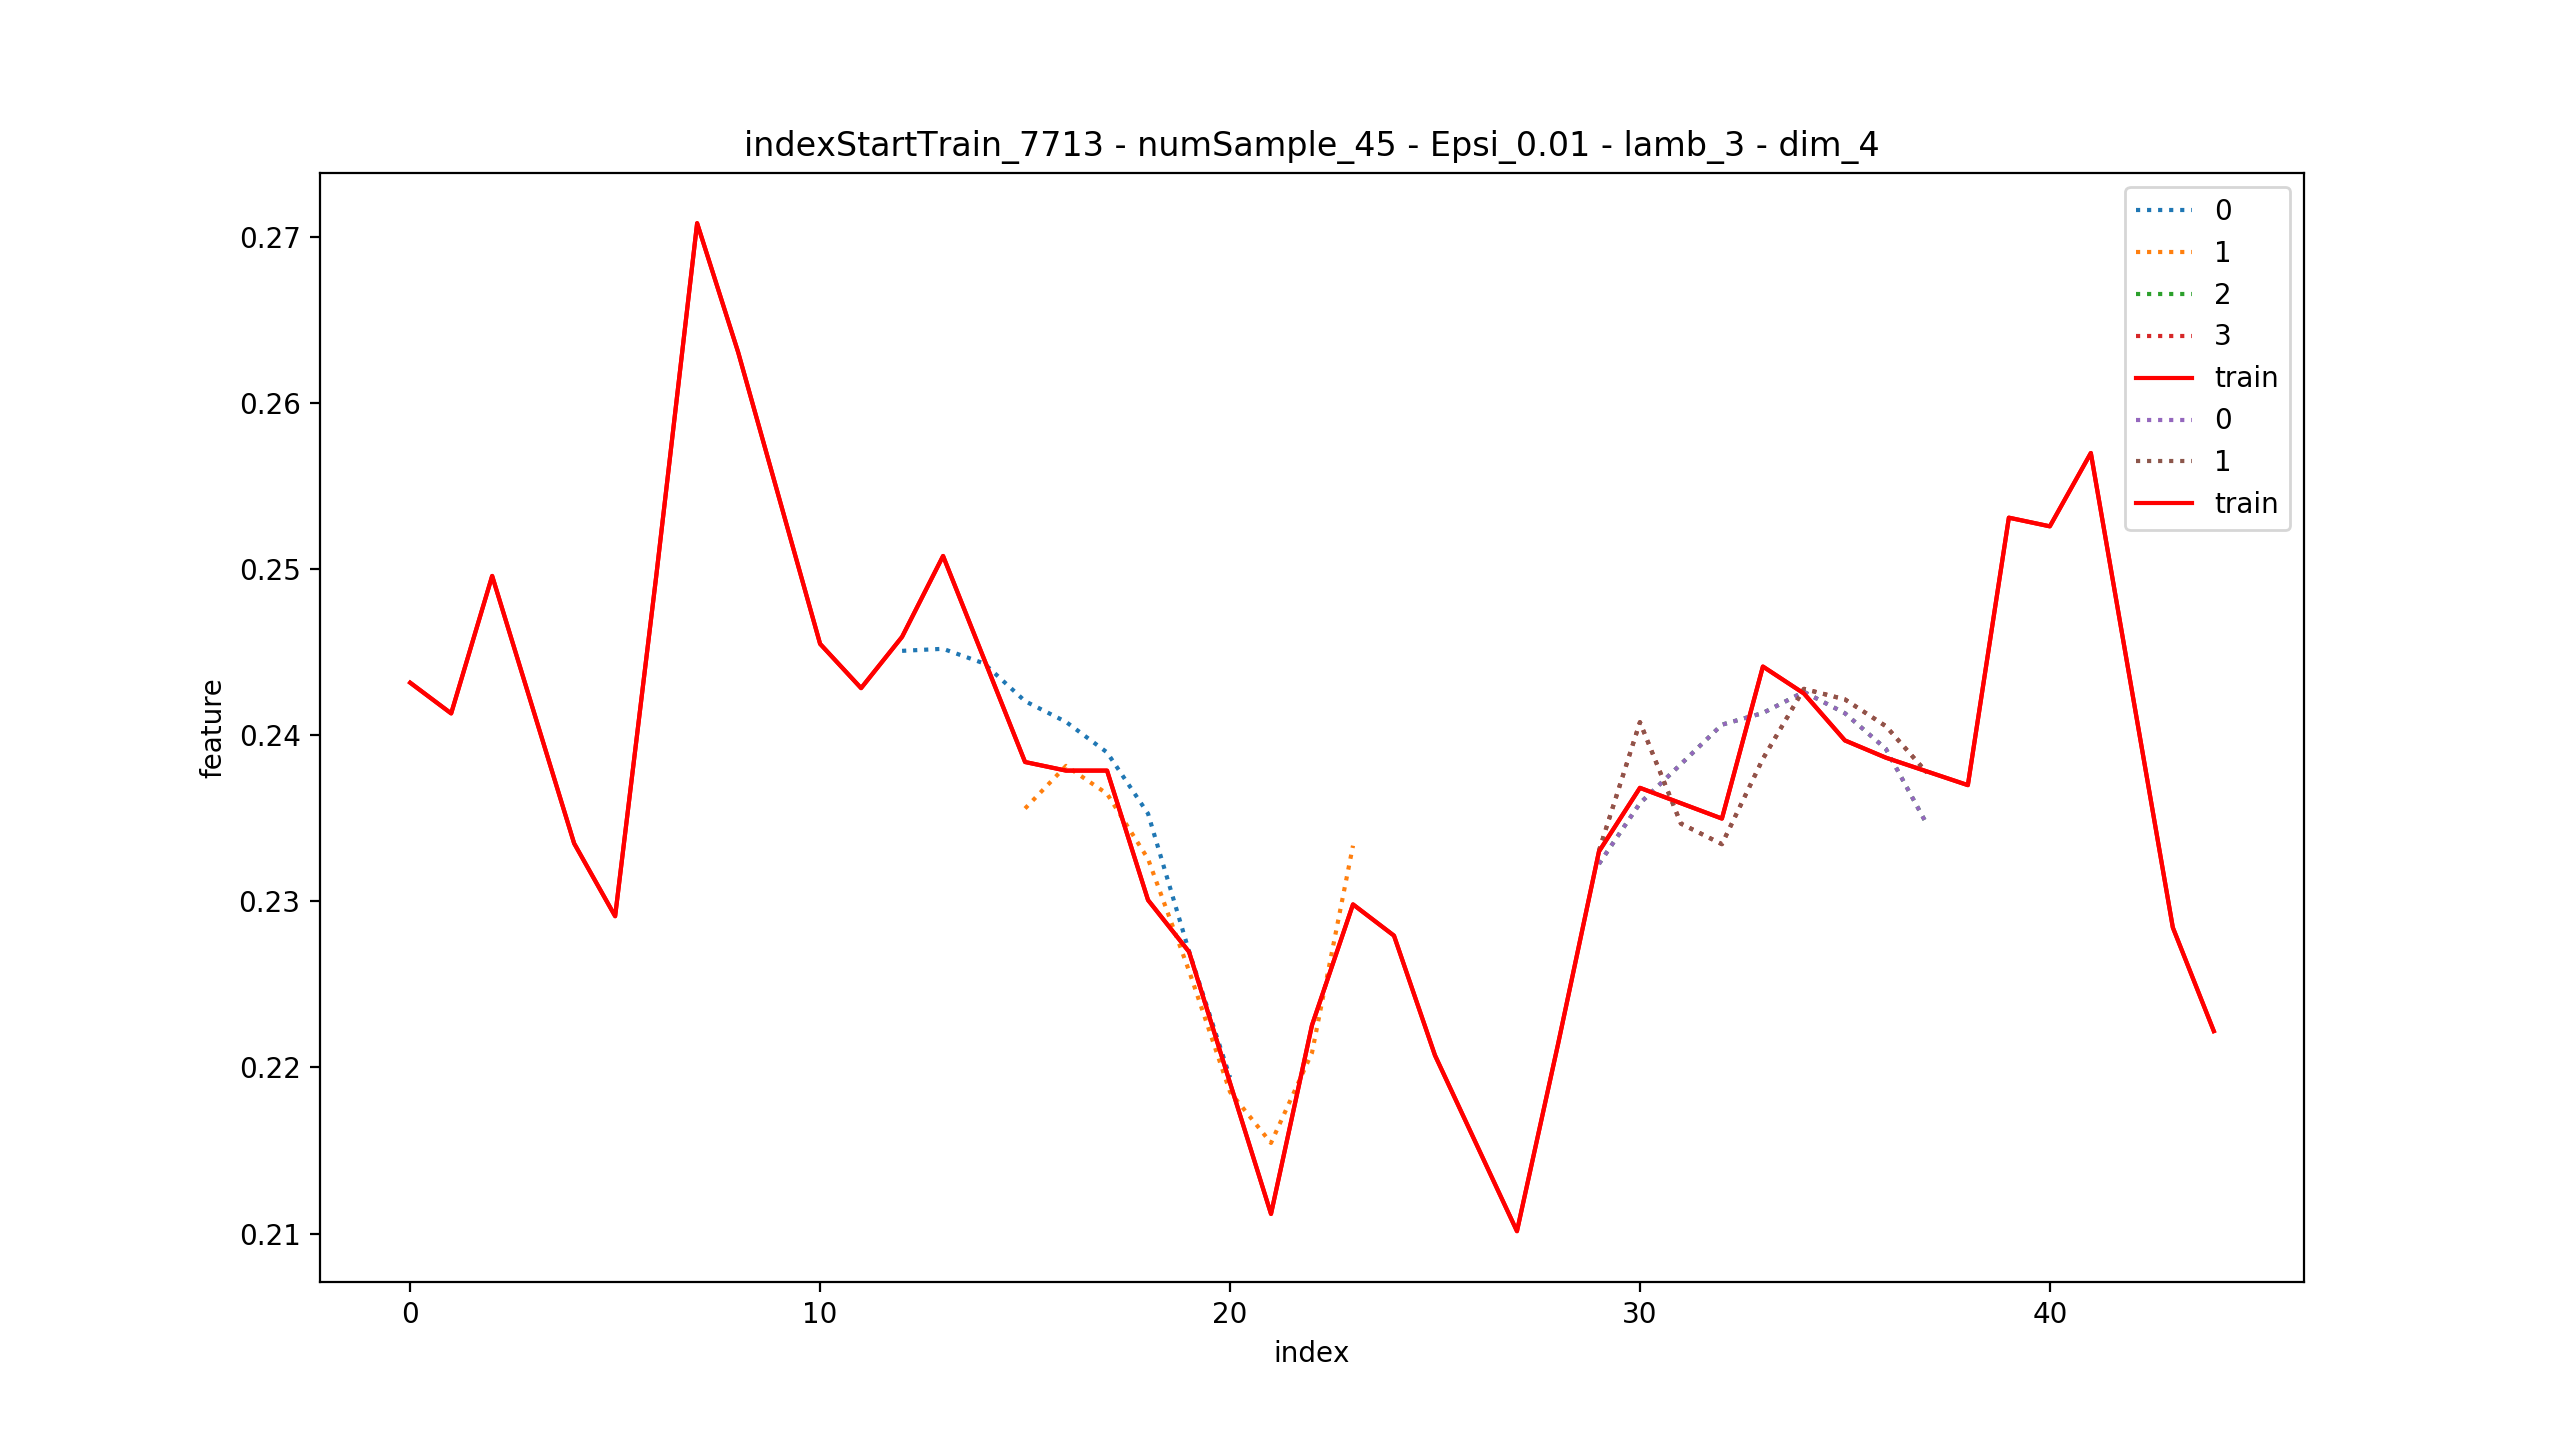 indexStartTrain_7713 - numSample_45 - Epsi_0.01 - lamb_3 - dim_4
0
1
2
3
train
0
1
train
feature
0.27
0.26
0.25
0.24
0.23
0.22
0.21
0 10 20 30 40
index